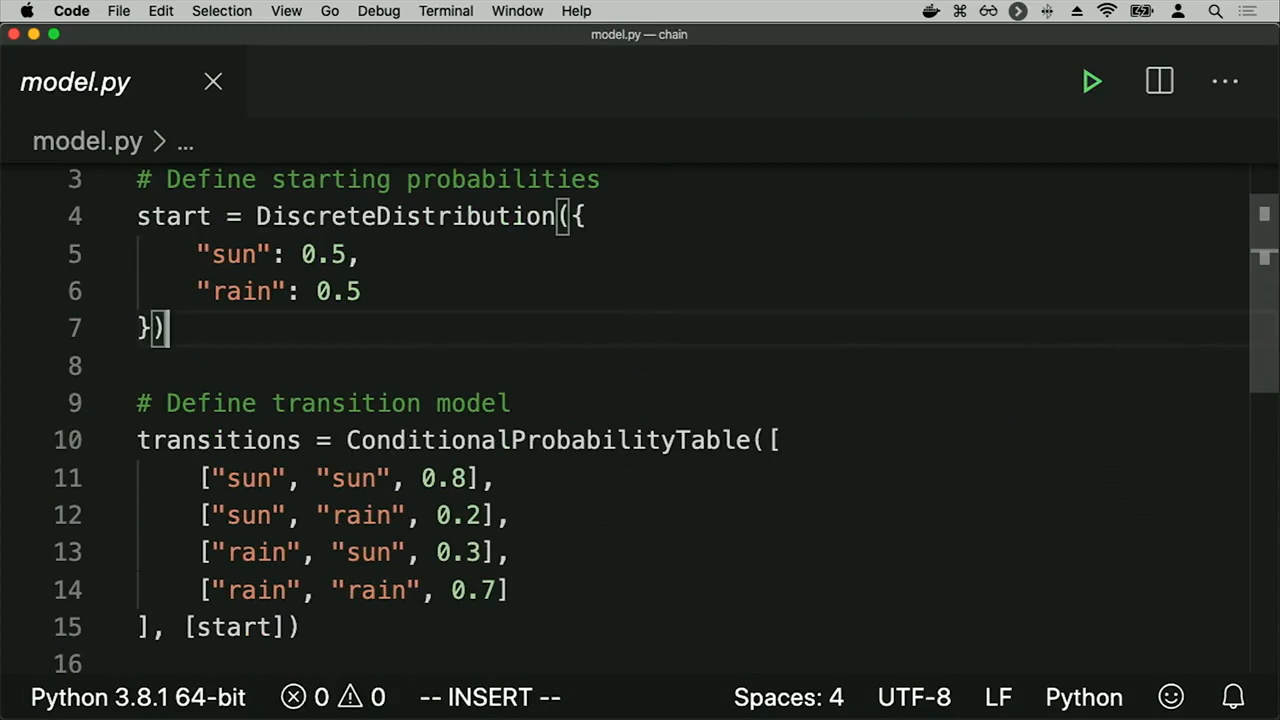 Code File Edit Selection View Go Debug Terminal Window Help
model.py — chain
model.py
model.py > ...
3 # Define starting probabilities
4 start = DiscreteDistribution({
5     "sun": 0.5,
6     "rain": 0.5
7 })
8
9 # Define transition model
10 transitions = ConditionalProbabilityTable([
11     ["sun", "sun", 0.8],
12     ["sun", "rain", 0.2],
13     ["rain", "sun", 0.3],
14     ["rain", "rain", 0.7]
15 ], [start])
16
Python 3.8.1 64-bit 0 0 -- INSERT -- Spaces: 4 UTF-8 LF Python